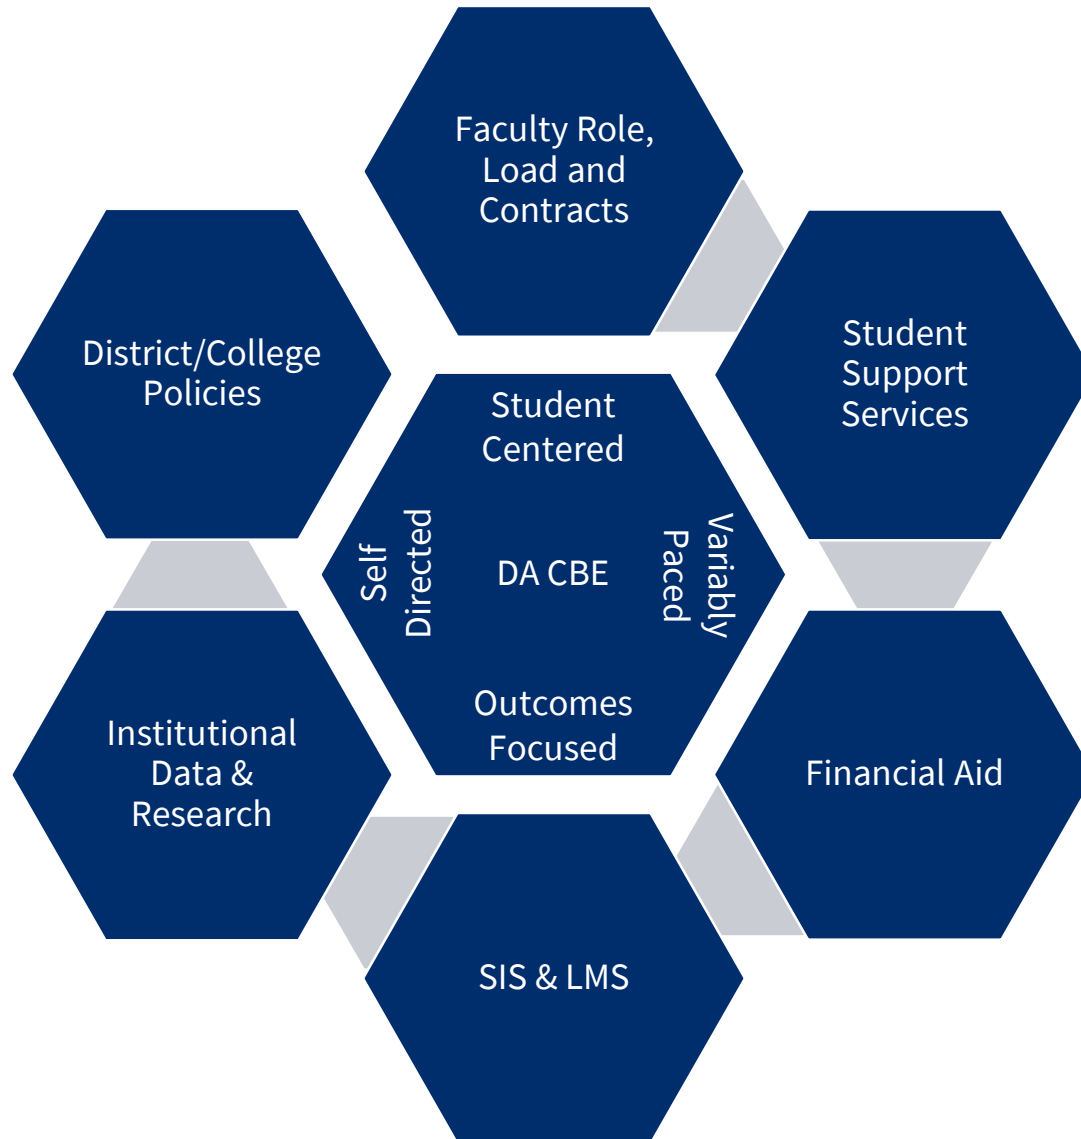 Faculty Role,
Load and
Contracts
Student
Support
Services
District/College
Policies
Student
Centered
Self
Directed
DA CBE
Variably
Paced
Outcomes
Focused
Institutional
Data &
Research
Financial Aid
SIS & LMS